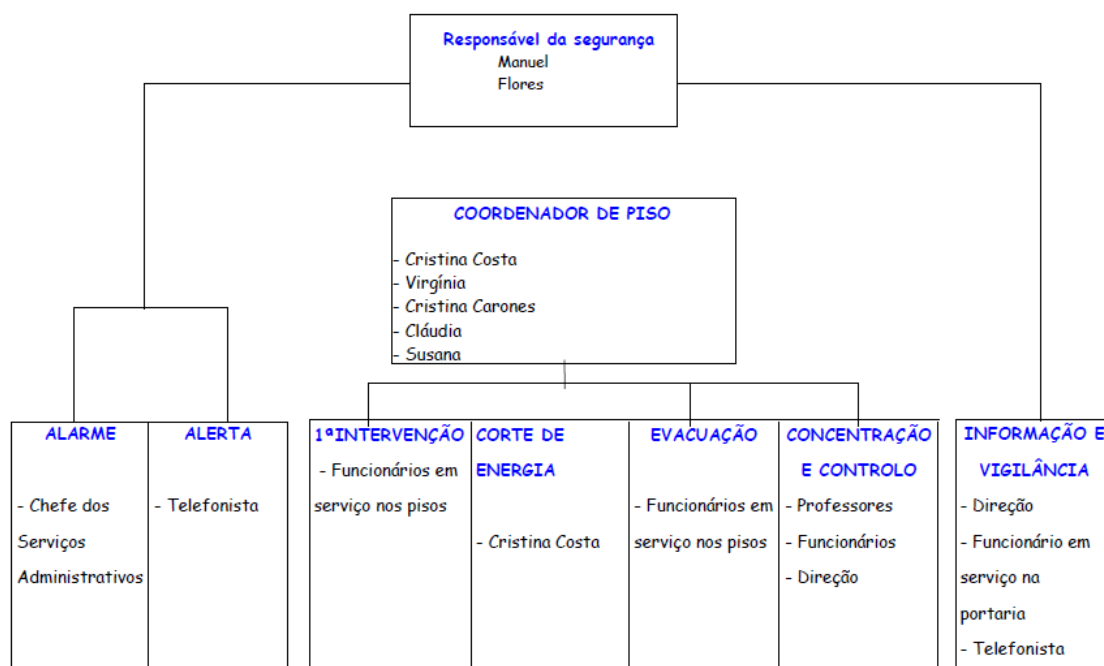 Responsável da segurança
Manuel
Flores
COORDENADOR DE PISO
- Cristina Costa
- Virgínia
- Cristina Carones
- Cláudia
- Susana
ALARME
- Chefe dos
Serviços
Administrativos
ALERTA
- Telefonista
1ªINTERVENÇÃO
- Funcionários em
serviço nos pisos
CORTE DE
ENERGIA
- Cristina Costa
EVACUAÇÃO
- Funcionários em
serviço nos pisos
CONCENTRAÇÃO
E CONTROLO
- Professores
- Funcionários
- Direção
INFORMAÇÃO E
VIGILÂNCIA
- Direção
- Funcionário em
serviço na
portaria
- Telefonista